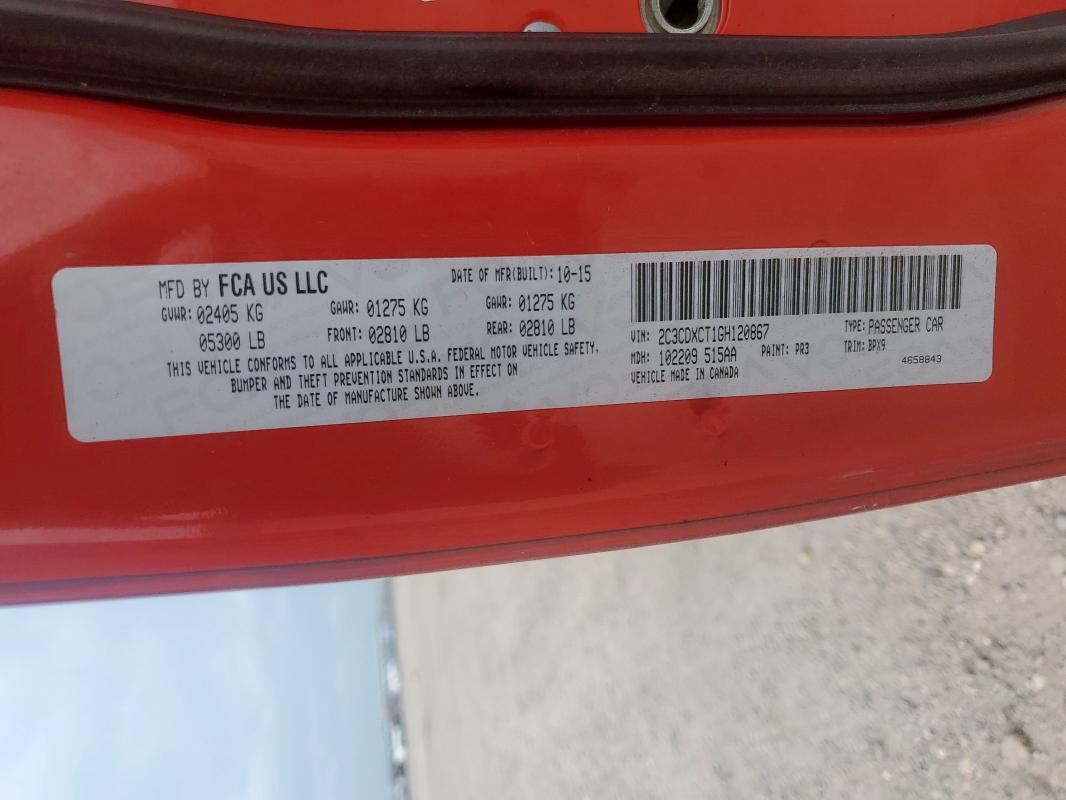 MFD BY FCA US LLC DATE OF MFR(BUILT): 10-15
GVWR: 02405 KG GAWR: 01275 KG GAWR: 01275 KG
05300 LB FRONT: 02810 LB REAR: 02810 LB
THIS VEHICLE CONFORMS TO ALL APPLICABLE U.S.A. FEDERAL MOTOR VEHICLE SAFETY,
BUMPER AND THEFT PREVENTION STANDARDS IN EFFECT ON
THE DATE OF MANUFACTURE SHOWN ABOVE.
VIN: 2C3CDXCT1GH120867 TYPE: PASSENGER CAR
MDH: 102209 515AA PAINT: PR3 TRIM: BPX9
VEHICLE MADE IN CANADA 4658843